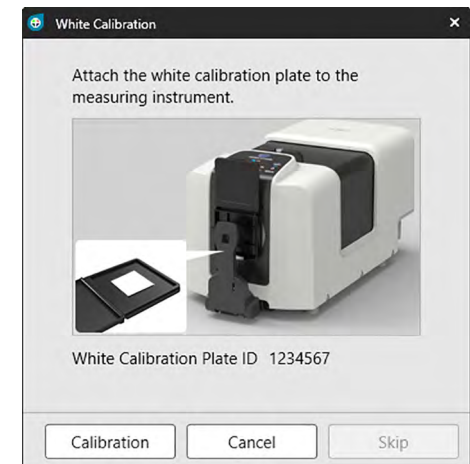 White Calibration
Attach the white calibration plate to the
measuring instrument.
White Calibration Plate ID 1234567
Calibration
Cancel
Skip